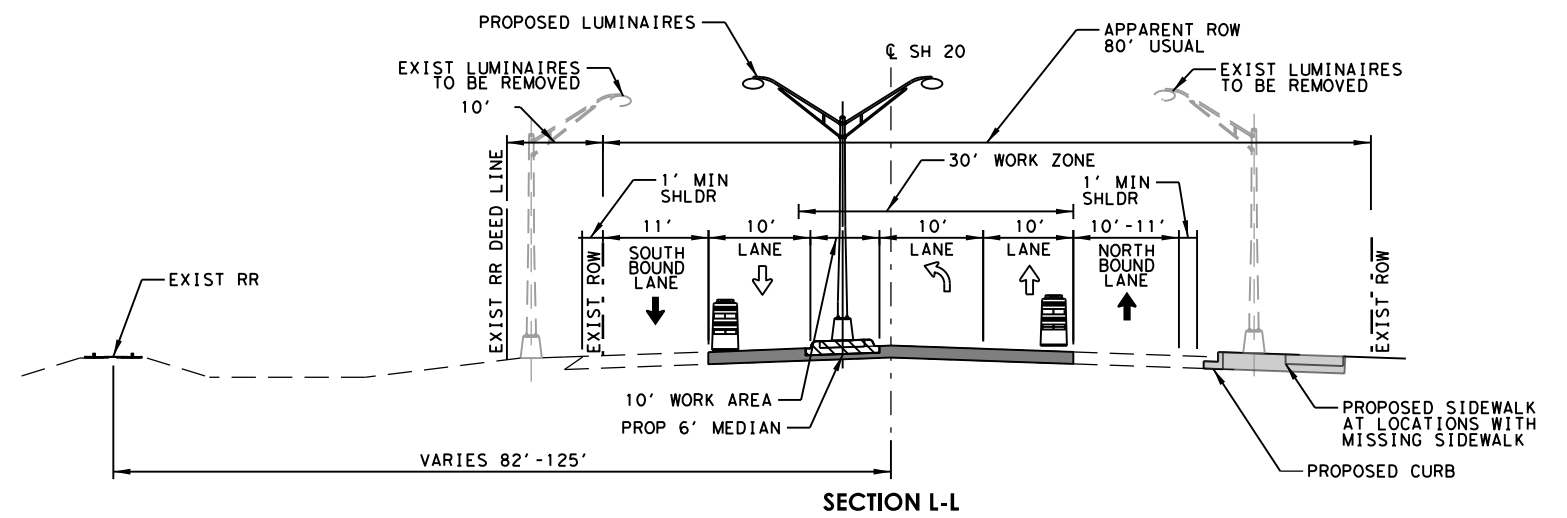 PROPOSED LUMINAIRES
℄ SH 20
APPARENT ROW
80' USUAL
EXIST LUMINAIRES
TO BE REMOVED
10'
EXIST LUMINAIRES
TO BE REMOVED
30' WORK ZONE
1' MIN
SHLDR
1' MIN
SHLDR
11'
10'
10'
10'
10'-11'
EXIST RR DEED LINE
EXIST ROW
SOUTH
BOUND
LANE
LANE
LANE
LANE
NORTH
BOUND
LANE
EXIST ROW
EXIST RR
10' WORK AREA
PROP 6' MEDIAN
PROPOSED SIDEWALK
AT LOCATIONS WITH
MISSING SIDEWALK
PROPOSED CURB
VARIES 82'-125'
SECTION L-L